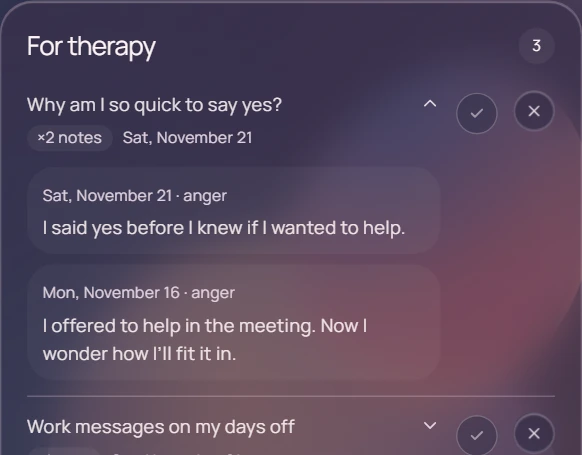 For therapy
3
Why am I so quick to say yes?
×2 notes Sat, November 21
Sat, November 21 · anger
I said yes before I knew if I wanted to help.
Mon, November 16 · anger
I offered to help in the meeting. Now I
wonder how I'll fit it in.
Work messages on my days off